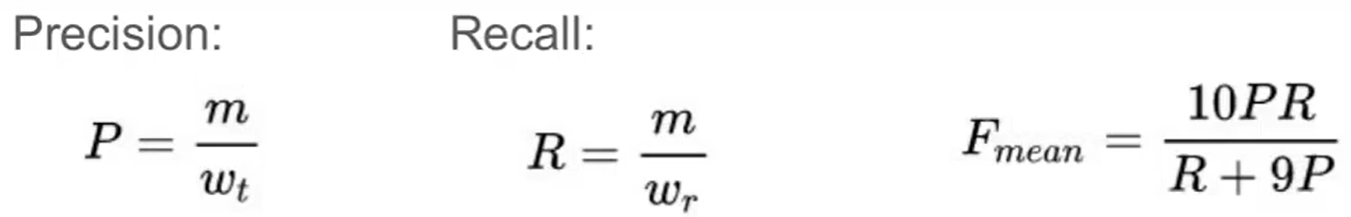 Precision: Recall:
P = m/w_t R = m/w_r F_mean = 10PR/(R + 9P)